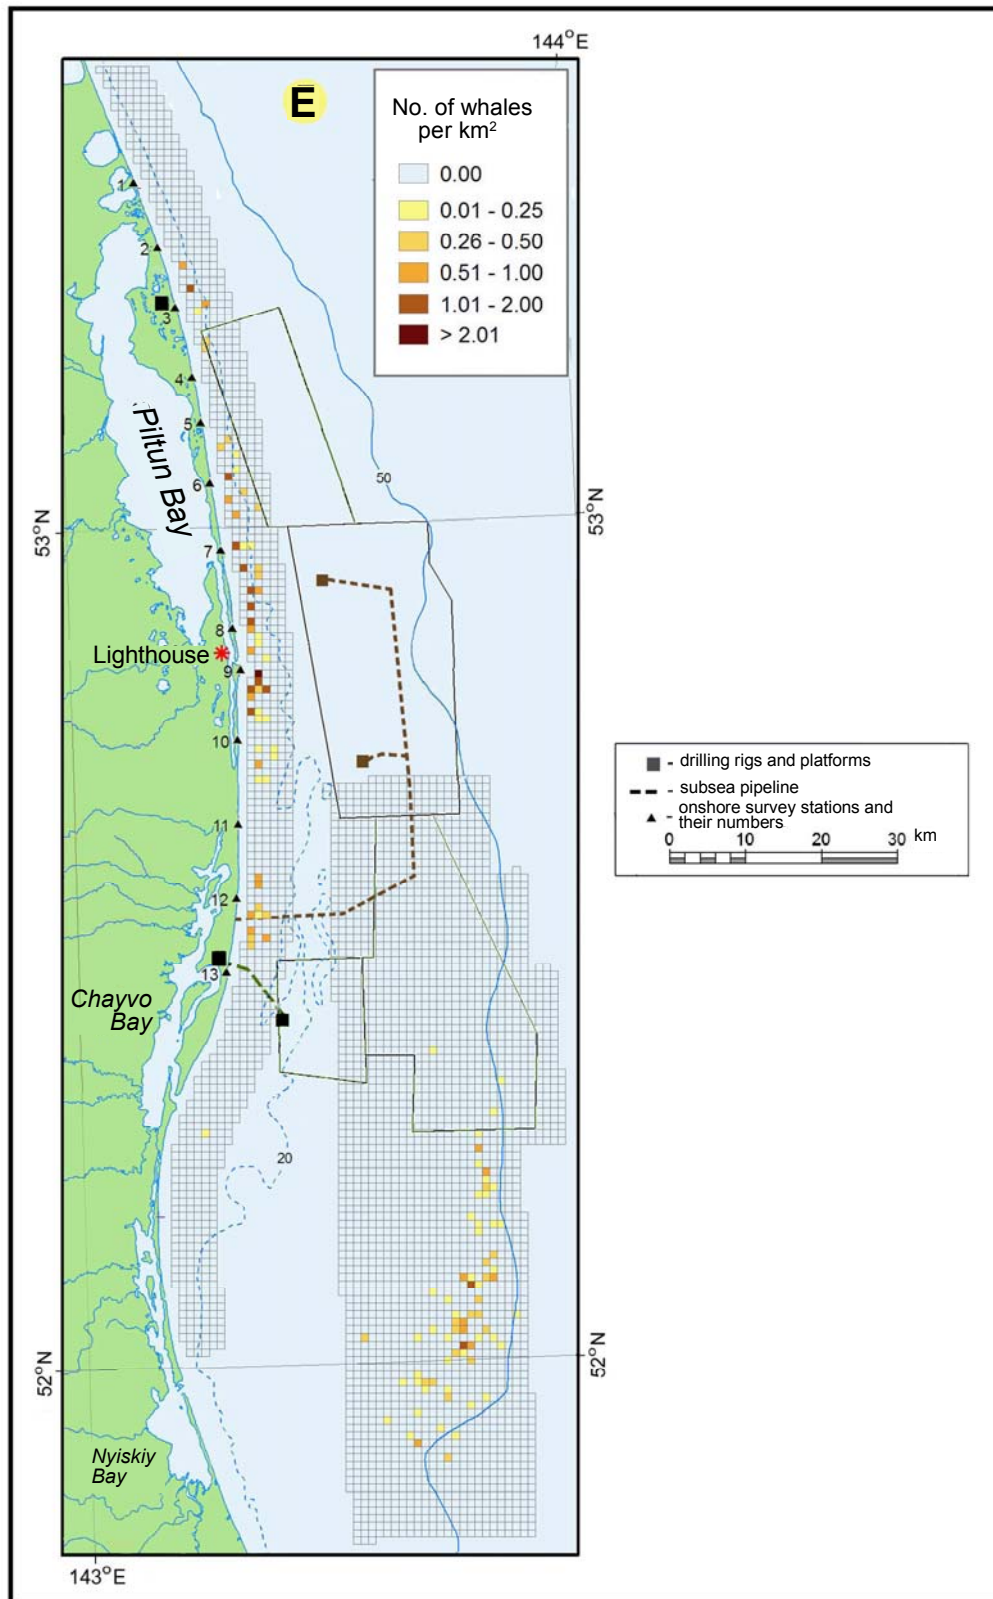 144°E
E
No. of whales
per km²
0.00
0.01 - 0.25
0.26 - 0.50
0.51 - 1.00
1.01 - 2.00
> 2.01
1
2
3
4
5
6
7
8
9
10
11
12
13
Piltun Bay
50
53°N
53°N
Lighthouse
Chayvo
Bay
20
52°N
52°N
Nyiskiy
Bay
143°E
- drilling rigs and platforms
- subsea pipeline
onshore survey stations and
- their numbers
0 10 20 30 km